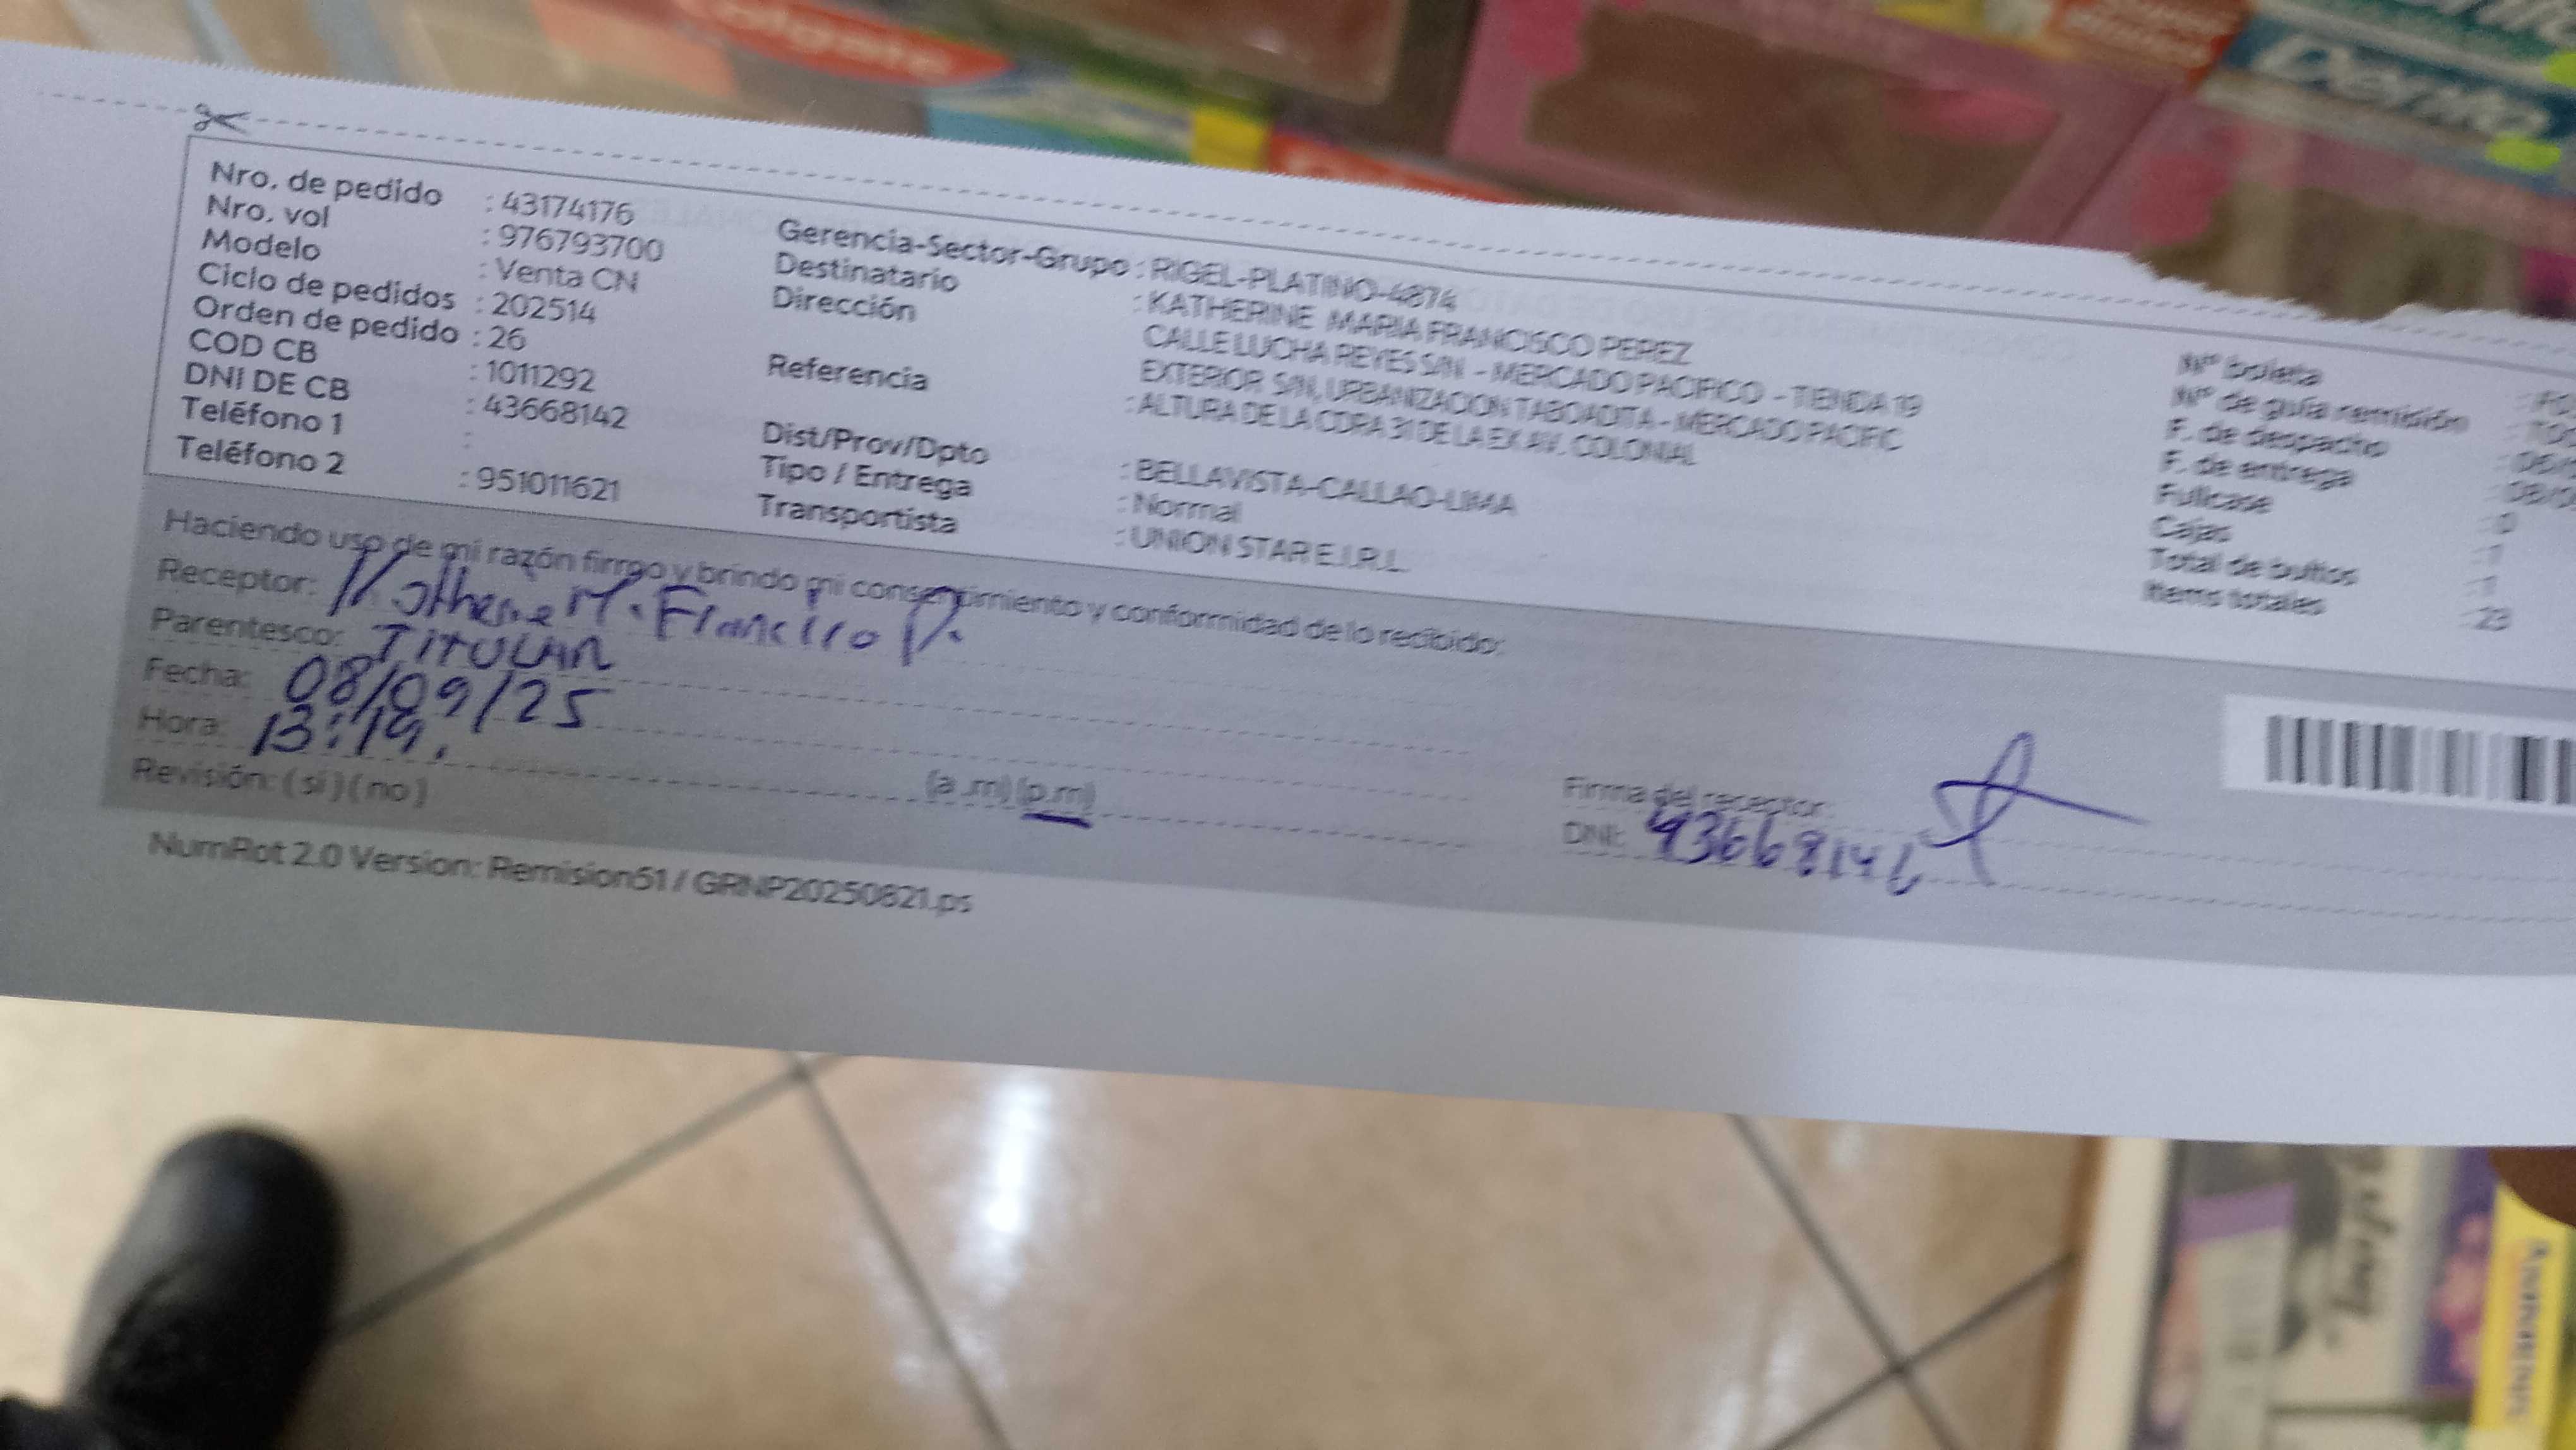 Colgate
Dento
Nro. de pedido : 43174176
Nro. vol : 976793700
Modelo : Venta CN
Ciclo de pedidos : 202514
Orden de pedido : 26
COD CB : 1011292
DNI DE CB : 43668142
Teléfono 1 :
Teléfono 2 : 951011621
Gerencia-Sector-Grupo : RIGEL-PLATINO-4874
Destinatario : KATHERINE MARIA FRANCISCO PEREZ
Dirección CALLE LUCHA REYES S/N - MERCADO PACIFICO - TIENDA 19
EXTERIOR S/N, URBANIZACION TABOADITA - MERCADO PACIFIC
Referencia : ALTURA DE LA CDRA 31 DE LA EX AV. COLONIAL
Dist/Prov/Dpto : BELLAVISTA-CALLAO-LIMA
Tipo / Entrega : Normal
Transportista : UNION STAR E.I.R.L.
Nº boleta
Nº de guía remisión
F. de despacho
F. de entrega
Fullcase : 0
Cajas : 1
Total de bultos : 1
Items totales : 23
Haciendo uso de mi razón firmo y brindo mi consentimiento y conformidad de lo recibido:
Receptor: Katherine M. Francisco P.
Parentesco: TITULAR
Fecha: 08/09/25
Hora: 13:19. (a.m) (p.m)
Revisión: ( sí ) ( no )
Firma del receptor:
DNI: 4366814
NumRot 2.0 Version: Remision51 / GRNP20250821.ps